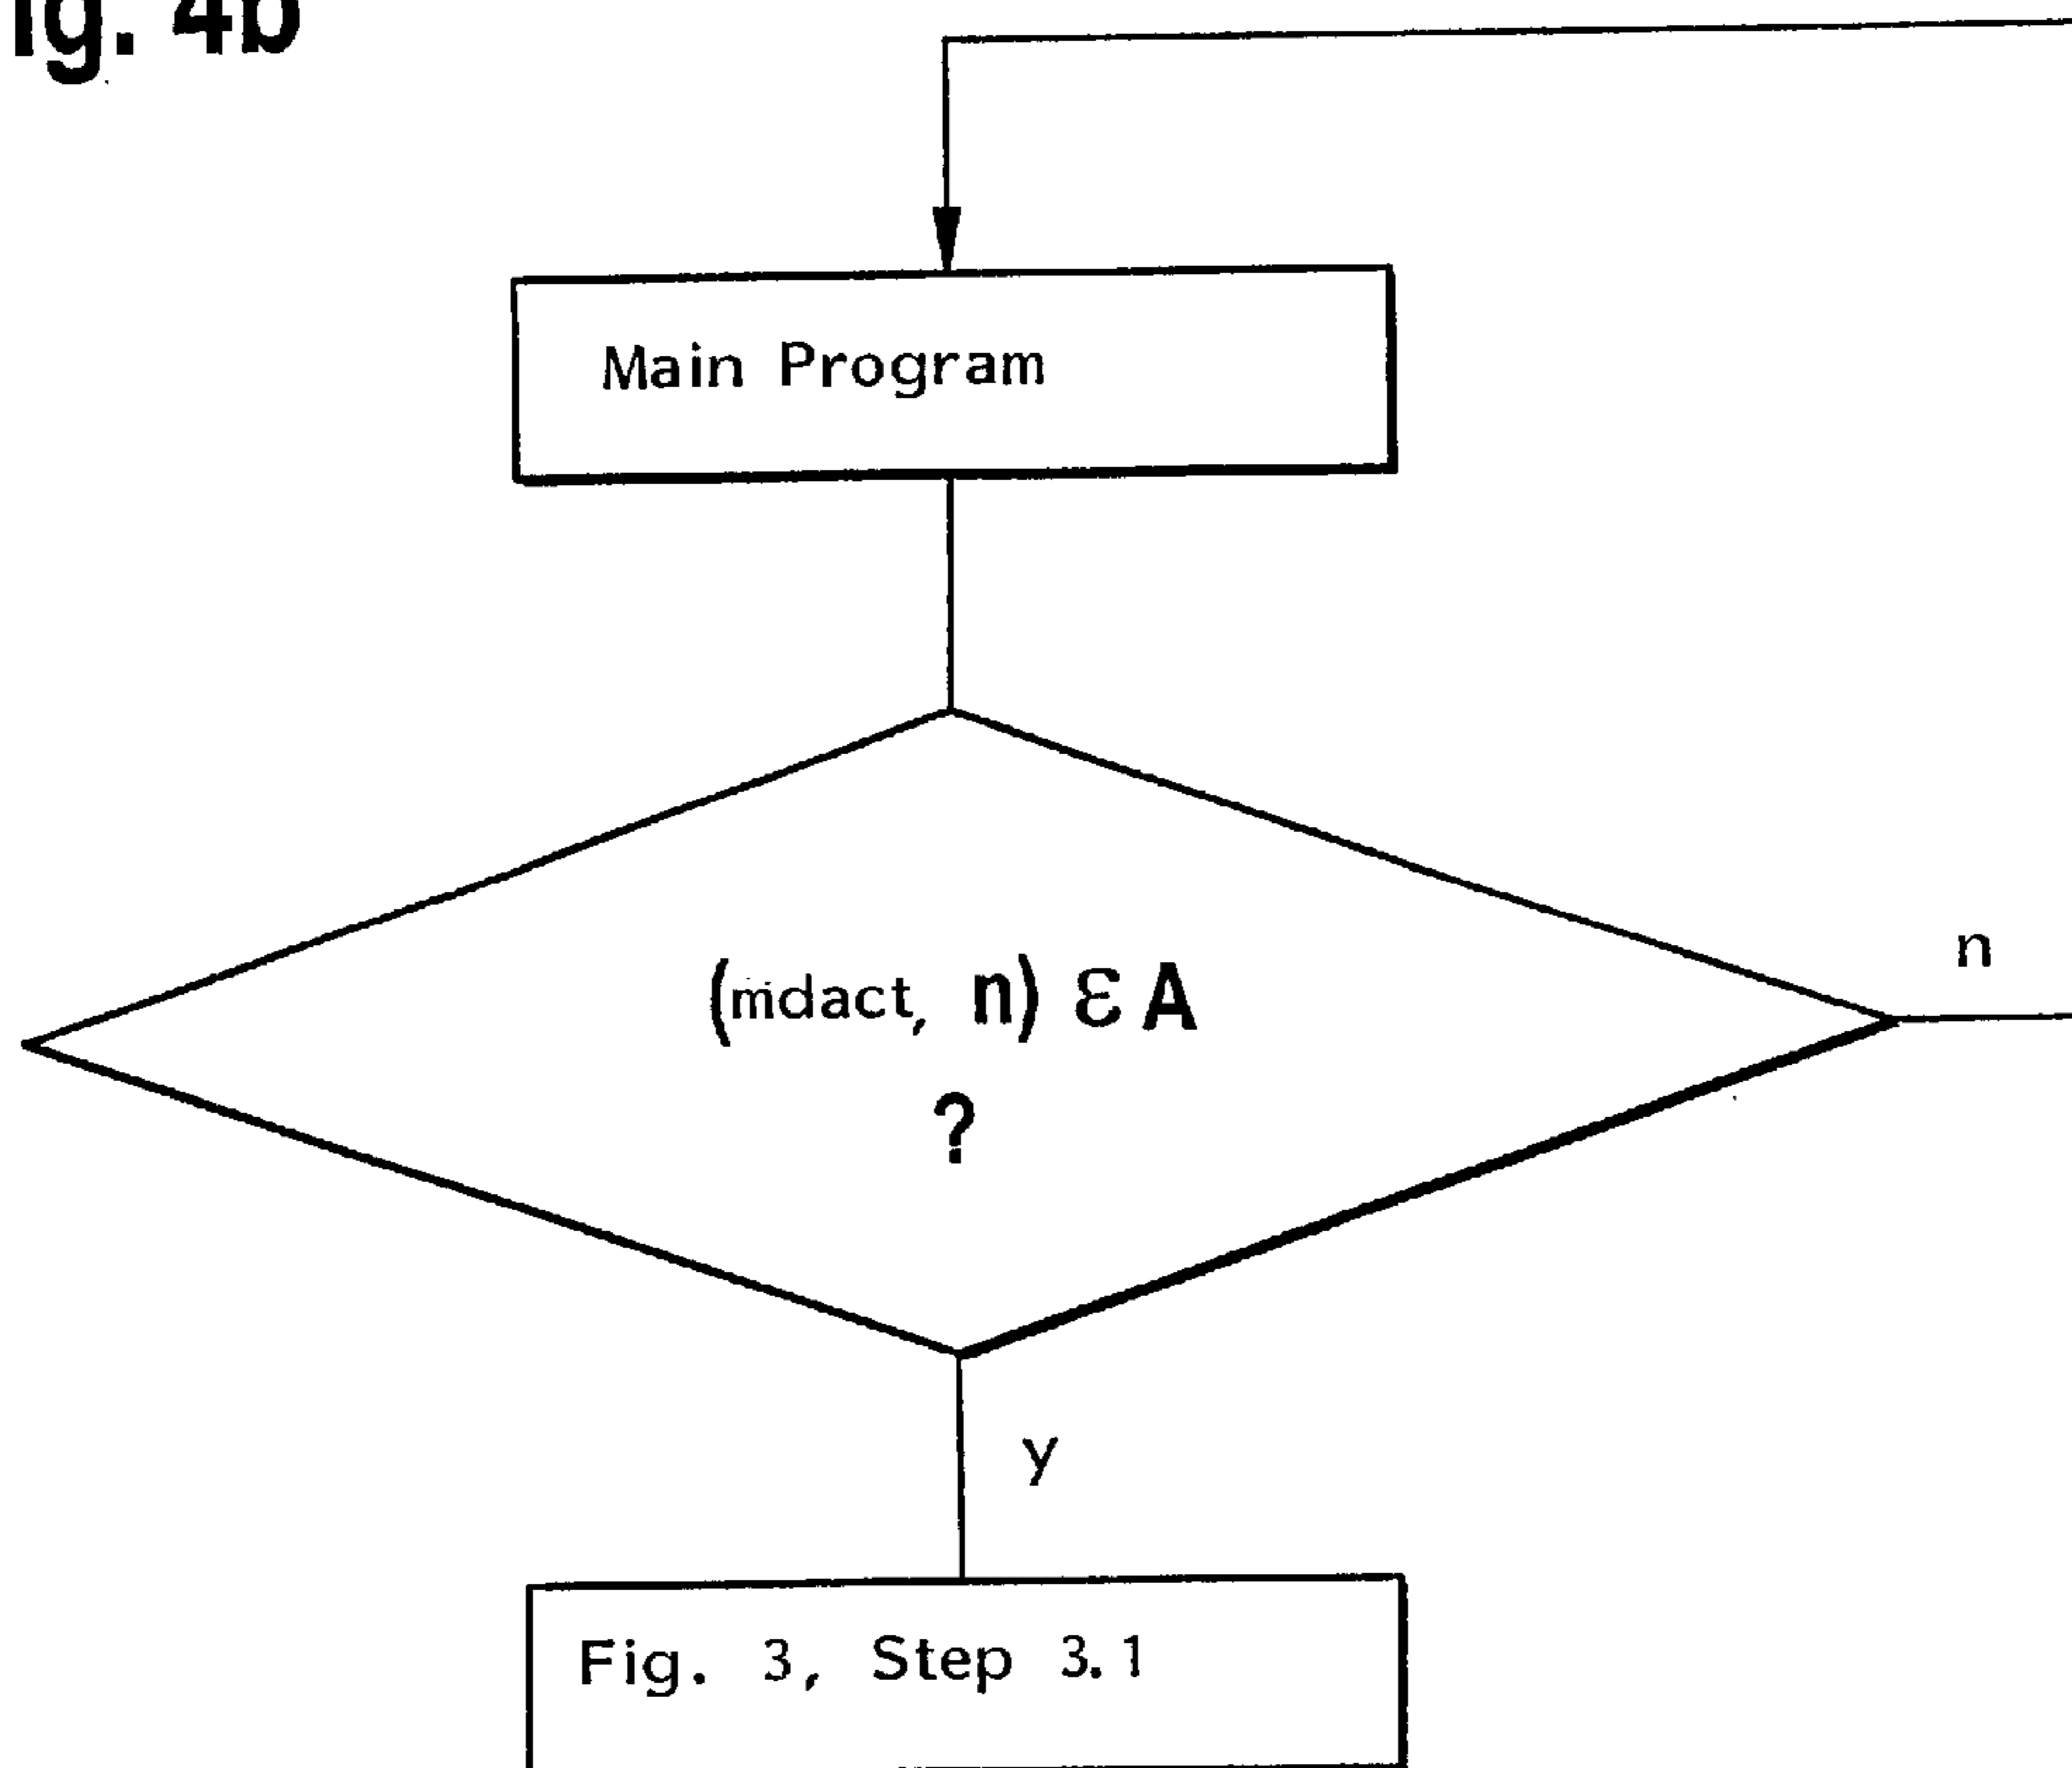 ig. 4b
Main Program
(mdact, n) ε A
?
n
y
Fig. 3, Step 3.1